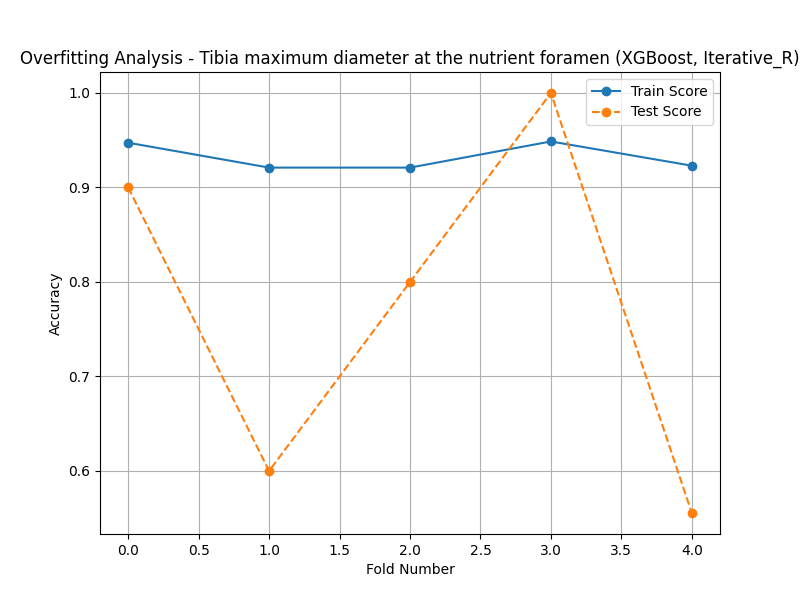 Overfitting Analysis - Tibia maximum diameter at the nutrient foramen (XGBoost, Iterative_R)
Train Score
Test Score
1.0
0.9
0.8
0.7
0.6
Accuracy
0.0 0.5 1.0 1.5 2.0 2.5 3.0 3.5 4.0
Fold Number